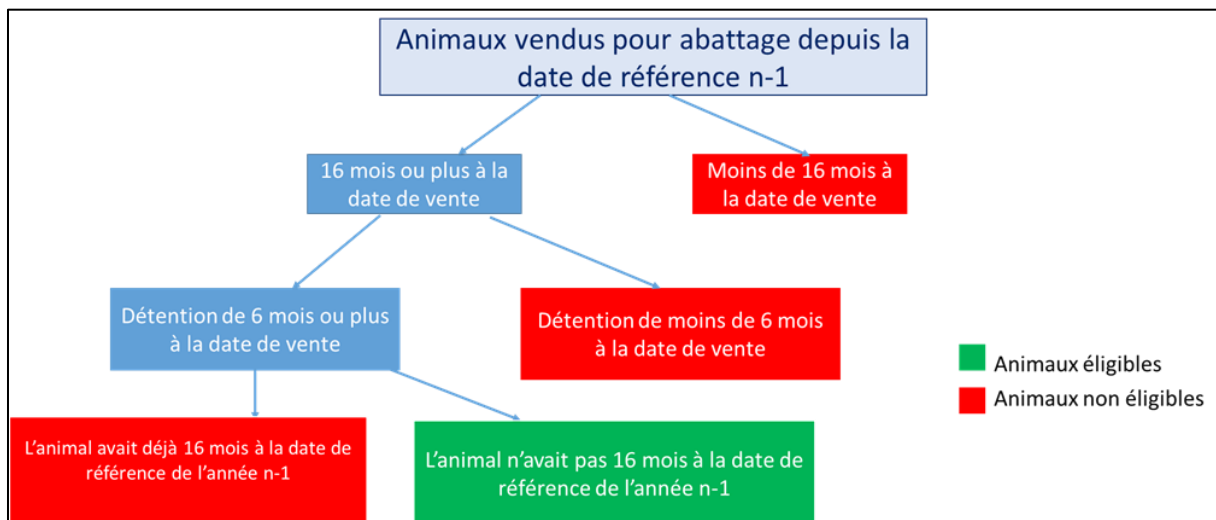 Animaux vendus pour abattage depuis la
date de référence n-1
16 mois ou plus à la
date de vente
Moins de 16 mois à
la date de vente
Détention de 6 mois ou plus
à la date de vente
Détention de moins de 6 mois
à la date de vente
Animaux éligibles
Animaux non éligibles
L’animal avait déjà 16 mois à la date de
référence de l’année n-1
L’animal n’avait pas 16 mois à la date de
référence de l’année n-1